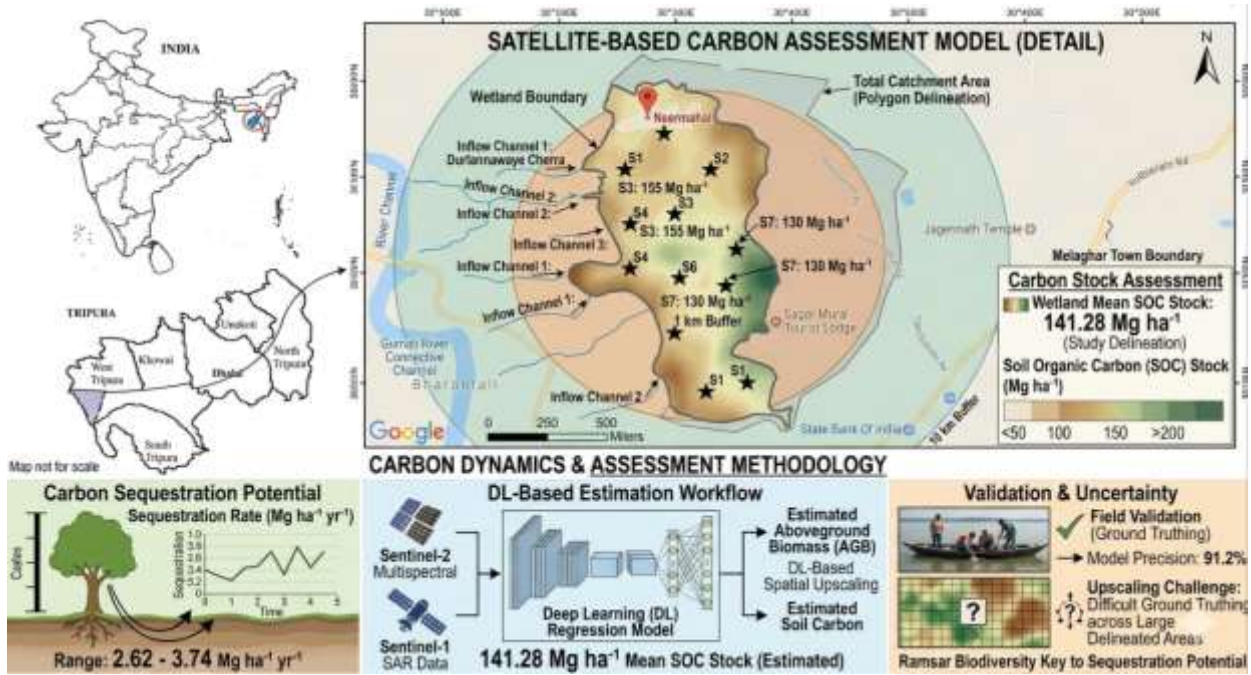 INDIA
TRIPURA
Unakoti
North
Tripura
Khowai
West
Tripura
Dhalai
South
Tripura
Map not for scale
SATELLITE-BASED CARBON ASSESSMENT MODEL (DETAIL)
N
Total Catchment Area
(Polygon Delineation)
Wetland Boundary
Neermahal
Inflow Channel 1:
Durlannawaye Cherra
Inflow Channel 2:
Inflow Channel 2:
Inflow Channel 3:
Inflow Channel 1:
Inflow Channel 1:
Inflow Channel 2
S1
S2
S3: 155 Mg ha⁻¹
S3
S4
S3: 155 Mg ha⁻¹
S7: 130 Mg ha⁻¹
S4
S6
S7: 130 Mg ha⁻¹
S7: 130 Mg ha⁻¹
1 km Buffer
S1
S1
River Channel
Gumati River
Connective
Channel
Jagannath Temple
Melaghar Town Boundary
Sagar Mural
Tourist Lodge
State Bank Of India
10 km Buffer
Google
0 250 500
Milers
Carbon Stock Assessment
Wetland Mean SOC Stock:
141.28 Mg ha⁻¹
(Study Delineation)
Soil Organic Carbon (SOC) Stock
(Mg ha⁻¹)
<50 100 150 >200
CARBON DYNAMICS & ASSESSMENT METHODOLOGY
Carbon Sequestration Potential
Sequestration Rate (Mg ha⁻¹ yr⁻¹)
Sequestration
0 1 2 3 4 5
Time
Range: 2.62 - 3.74 Mg ha⁻¹ yr⁻¹
DL-Based Estimation Workflow
Sentinel-2
Multispectral
Sentinel-1
SAR Data
Deep Learning (DL)
Regression Model
Estimated
Aboveground
Biomass (AGB)
DL-Based
Spatial Upscaling
Estimated
Soil Carbon
141.28 Mg ha⁻¹ Mean SOC Stock (Estimated)
Validation & Uncertainty
Field Validation
(Ground Truthing)
Model Precision: 91.2%
?
?
Upscaling Challenge:
Difficult Ground Truthing
across Large
Delineated Areas
Ramsar Biodiversity Key to Sequestration Potential